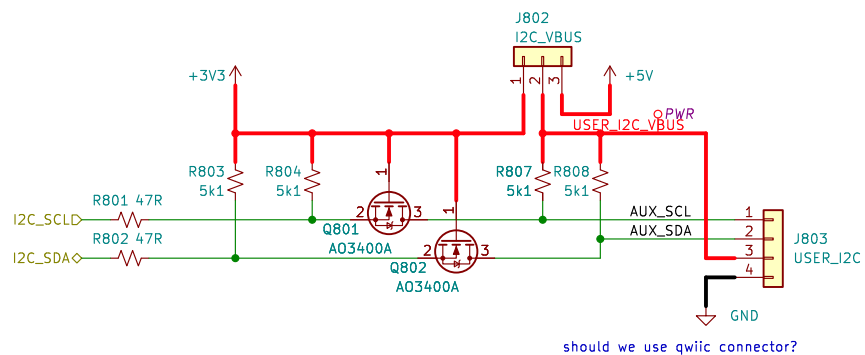 J802
I2C_VBUS
1 2 3
+3V3
+5V
PWR
USER_I2C_VBUS
R803
5k1
R804
5k1
1
R807
5k1
R808
5k1
R801 47R
I2C_SCL
2 3
1
AUX_SCL
1
R802 47R
Q801
AO3400A
AUX_SDA
2
J803
I2C_SDA
2 3
3
USER_I2C
Q802
AO3400A
4
GND
should we use qwiic connector?